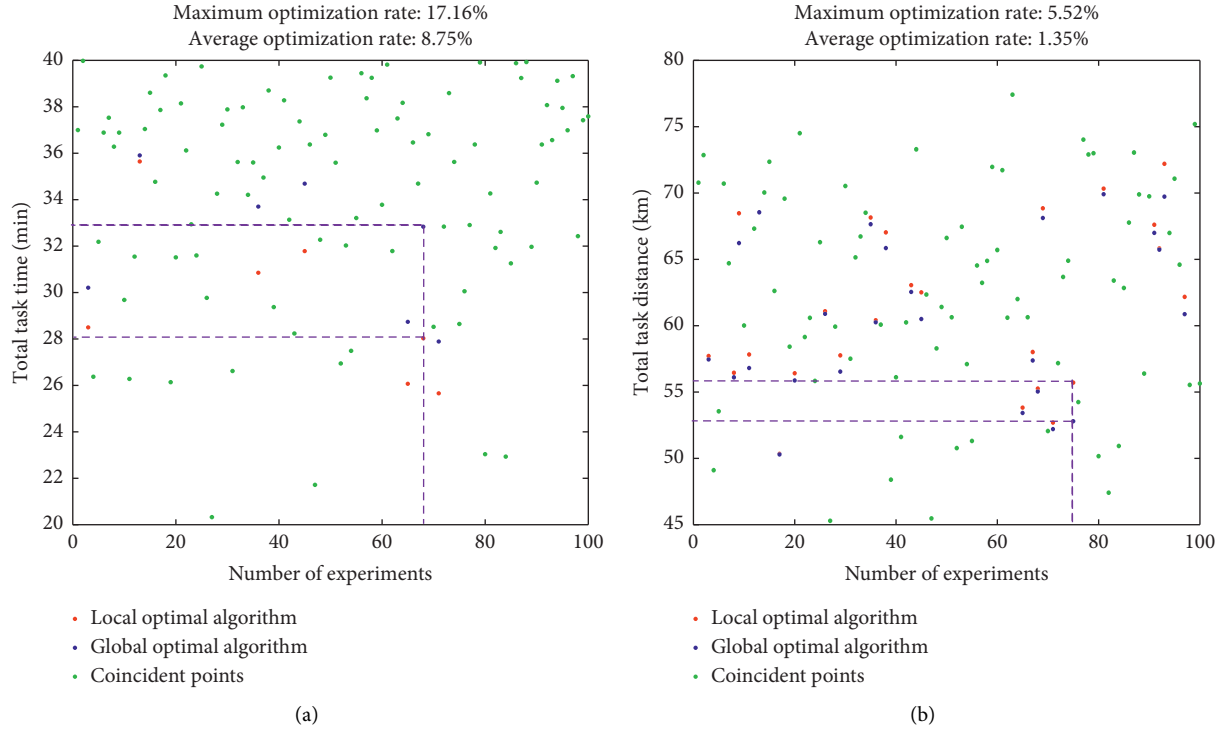 Maximum optimization rate: 17.16%
Average optimization rate: 8.75%
40
38
36
34
32
30
28
26
24
22
20
0
20
40
60
80
100
Total task time (min)
Number of experiments
Local optimal algorithm
Global optimal algorithm
Coincident points
(a)
Maximum optimization rate: 5.52%
Average optimization rate: 1.35%
80
75
70
65
60
55
50
45
0
20
40
60
80
100
Total task distance (km)
Number of experiments
Local optimal algorithm
Global optimal algorithm
Coincident points
(b)